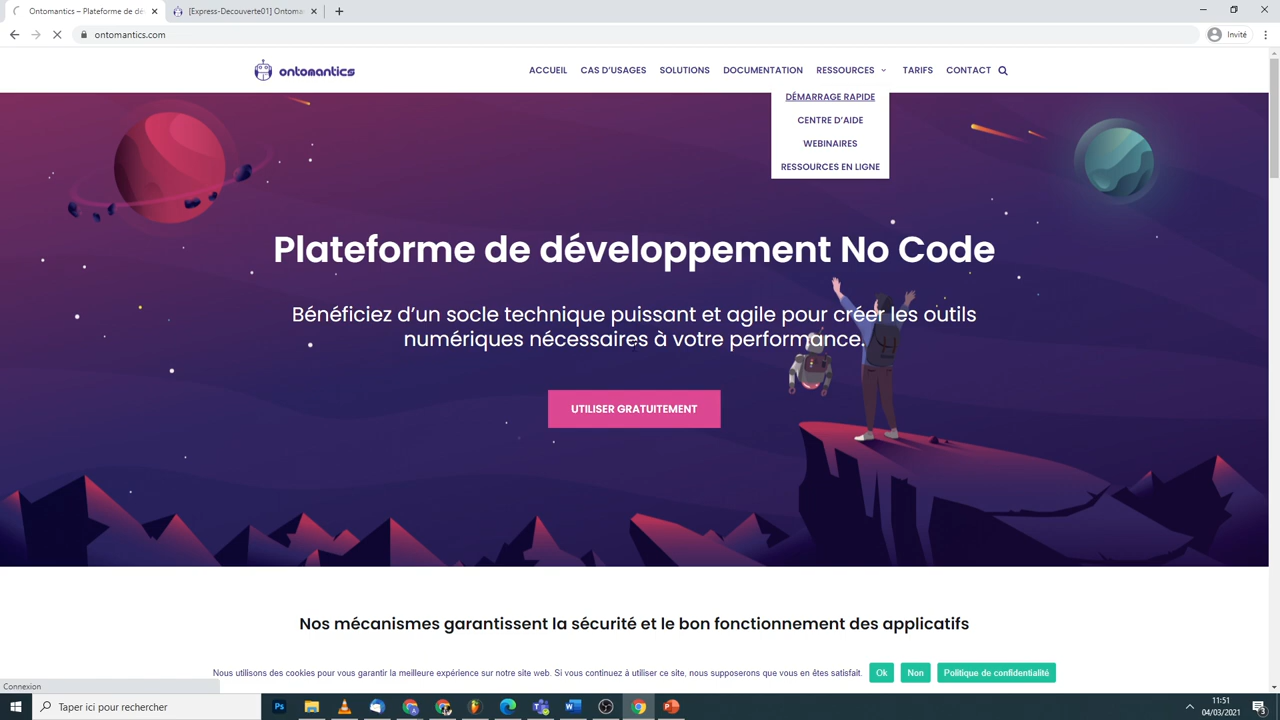 Ontomantics – Plateforme de dé
[Express-Decouverte01] Ontoma
ontomantics.com
Invité
ontomantics
ACCUEIL CAS D'USAGES SOLUTIONS DOCUMENTATION RESSOURCES TARIFS CONTACT
DÉMARRAGE RAPIDE
CENTRE D'AIDE
WEBINAIRES
RESSOURCES EN LIGNE
Plateforme de développement No Code
Bénéficiez d'un socle technique puissant et agile pour créer les outils
numériques nécessaires à votre performance.
UTILISER GRATUITEMENT
Nos mécanismes garantissent la sécurité et le bon fonctionnement des applicatifs
Nous utilisons des cookies pour vous garantir la meilleure expérience sur notre site web. Si vous continuez à utiliser ce site, nous supposerons que vous en êtes satisfait. Ok Non Politique de confidentialité
Connexion
Taper ici pour rechercher
11:51
04/03/2021